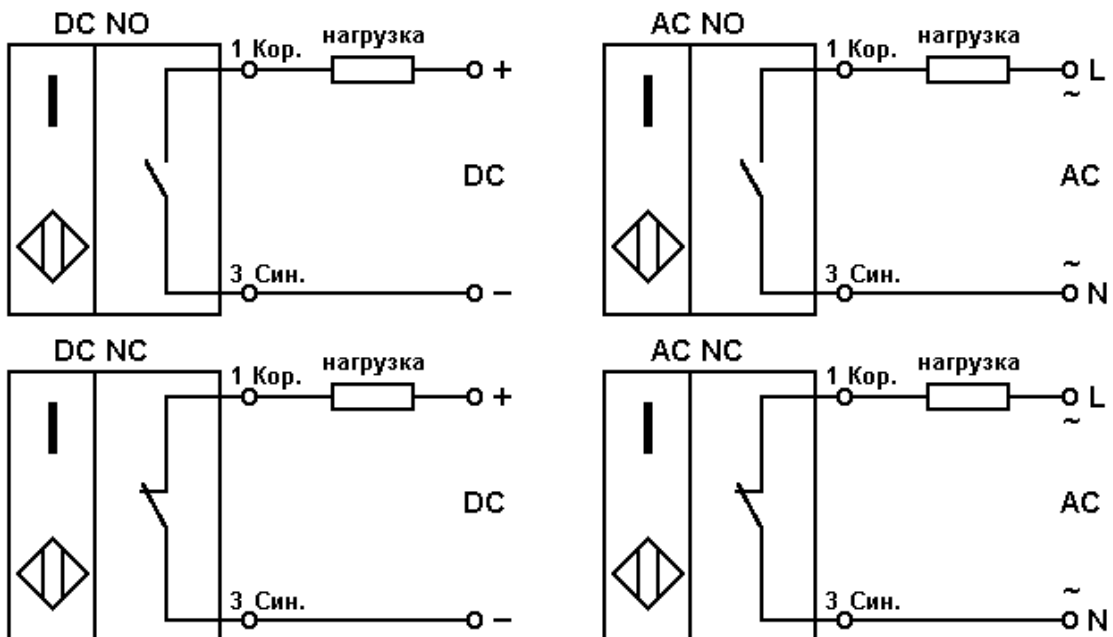 DC NO
1 Кор.
нагрузка
+
DC
3 Син.
–
AC NO
1 Кор.
нагрузка
L
~
AC
3 Син.
~
N
DC NC
1 Кор.
нагрузка
+
DC
3 Син.
–
AC NC
1 Кор.
нагрузка
L
~
AC
3 Син.
~
N